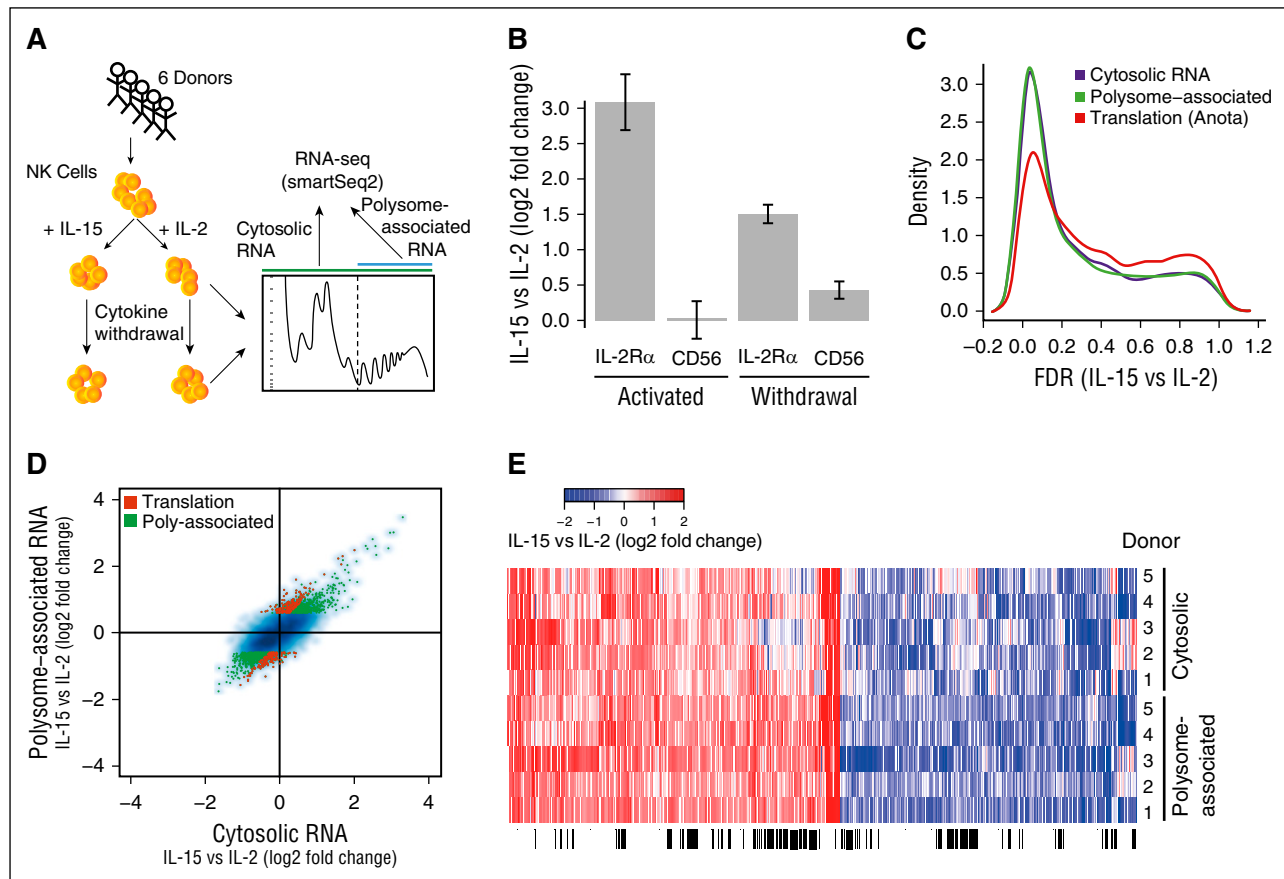 A
6 Donors
NK Cells
+ IL-15
+ IL-2
Cytokine
withdrawal
RNA-seq
(smartSeq2)
Cytosolic
RNA
Polysome-
associated
RNA
B
IL-15 vs IL-2 (log2 fold change)
3.0
2.5
2.0
1.5
1.0
0.5
0.0
IL-2Rα
CD56
IL-2Rα
CD56
Activated
Withdrawal
C
Cytosolic RNA
Polysome–associated
Translation (Anota)
Density
3.0
2.5
2.0
1.5
1.0
0.5
0.0
−0.2 0.0 0.2 0.4 0.6 0.8 1.0 1.2
FDR (IL-15 vs IL-2)
D
Translation
Poly-associated
Polysome–associated RNA
IL-15 vs IL-2 (log2 fold change)
4
2
0
−2
−4
−4 −2 0 2 4
Cytosolic RNA
IL-15 vs IL-2 (log2 fold change)
E
−2 −1 0 1 2
IL-15 vs IL-2 (log2 fold change)
Donor
5
4
3
2
1
Cytosolic
5
4
3
2
1
Polysome-
associated